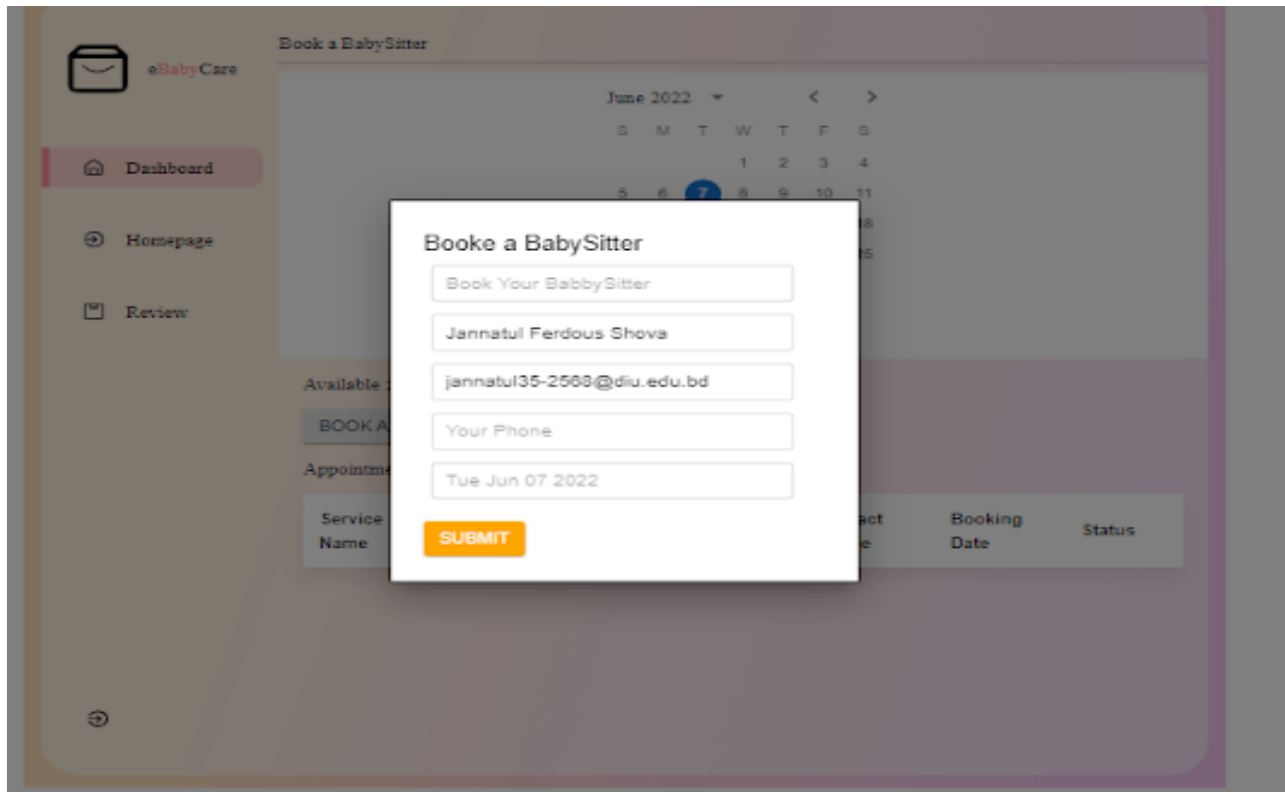 Book a BabySitter
eBabyCare
June 2022
S M T W T F S
1 2 3 4
5 6 7 8 9 10 11
Dashboard
Homepage
Review
Booke a BabySitter
Book Your BabbySitter
Jannatul Ferdous Shova
jannatul35-2568@diu.edu.bd
Your Phone
Tue Jun 07 2022
SUBMIT
Available
BOOK A
Service Name
Booking Date
Status